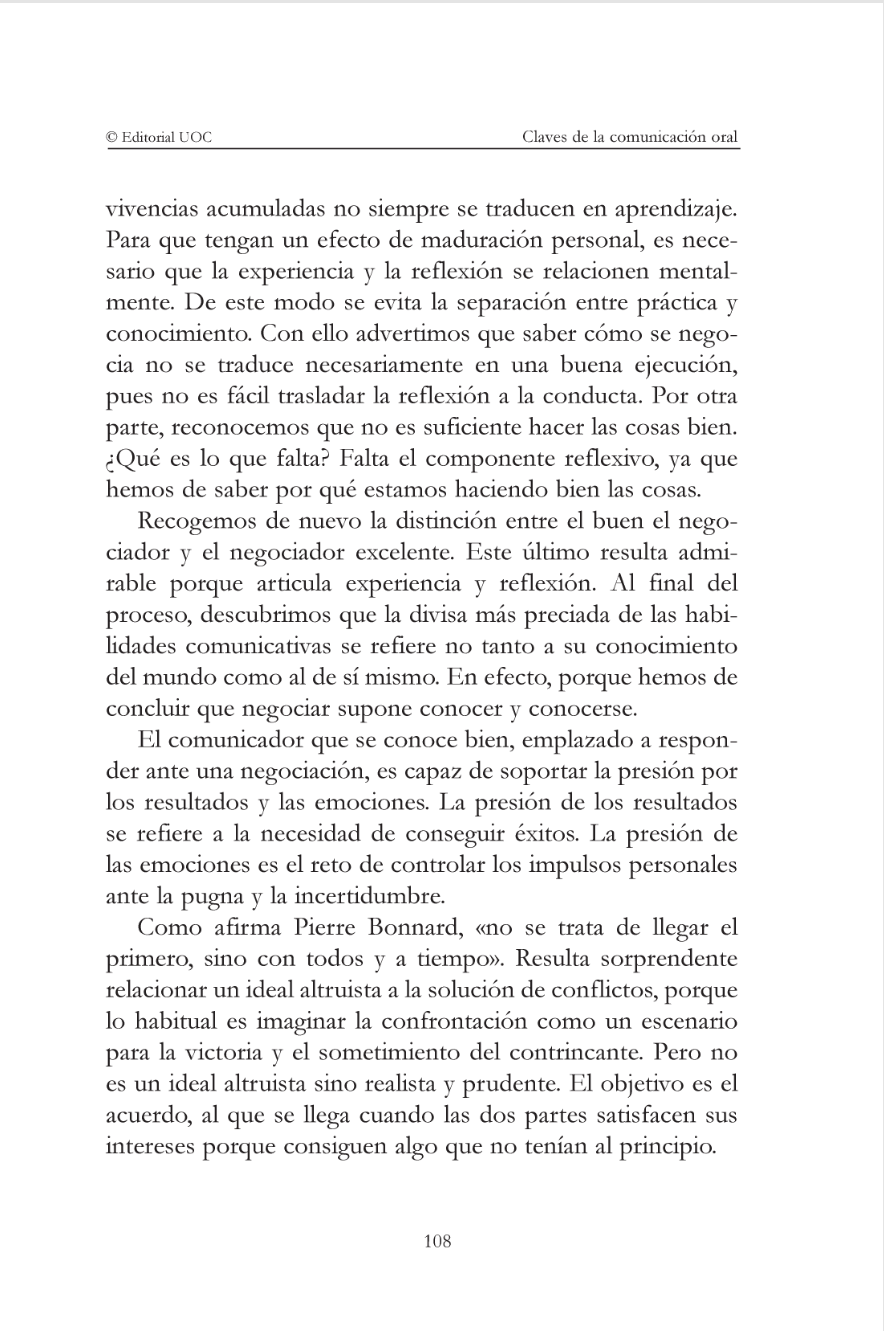 © Editorial UOC
Claves de la comunicación oral
vivencias acumuladas no siempre se traducen en aprendizaje.
Para que tengan un efecto de maduración personal, es nece-
sario que la experiencia y la reflexión se relacionen mental-
mente. De este modo se evita la separación entre práctica y
conocimiento. Con ello advertimos que saber cómo se nego-
cia no se traduce necesariamente en una buena ejecución,
pues no es fácil trasladar la reflexión a la conducta. Por otra
parte, reconocemos que no es suficiente hacer las cosas bien.
¿Qué es lo que falta? Falta el componente reflexivo, ya que
hemos de saber por qué estamos haciendo bien las cosas.
Recogemos de nuevo la distinción entre el buen el nego-
ciador y el negociador excelente. Este último resulta admi-
rable porque articula experiencia y reflexión. Al final del
proceso, descubrimos que la divisa más preciada de las habi-
lidades comunicativas se refiere no tanto a su conocimiento
del mundo como al de sí mismo. En efecto, porque hemos de
concluir que negociar supone conocer y conocerse.
El comunicador que se conoce bien, emplazado a respon-
der ante una negociación, es capaz de soportar la presión por
los resultados y las emociones. La presión de los resultados
se refiere a la necesidad de conseguir éxitos. La presión de
las emociones es el reto de controlar los impulsos personales
ante la pugna y la incertidumbre.
Como afirma Pierre Bonnard, «no se trata de llegar el
primero, sino con todos y a tiempo». Resulta sorprendente
relacionar un ideal altruista a la solución de conflictos, porque
lo habitual es imaginar la confrontación como un escenario
para la victoria y el sometimiento del contrincante. Pero no
es un ideal altruista sino realista y prudente. El objetivo es el
acuerdo, al que se llega cuando las dos partes satisfacen sus
intereses porque consiguen algo que no tenían al principio.
108